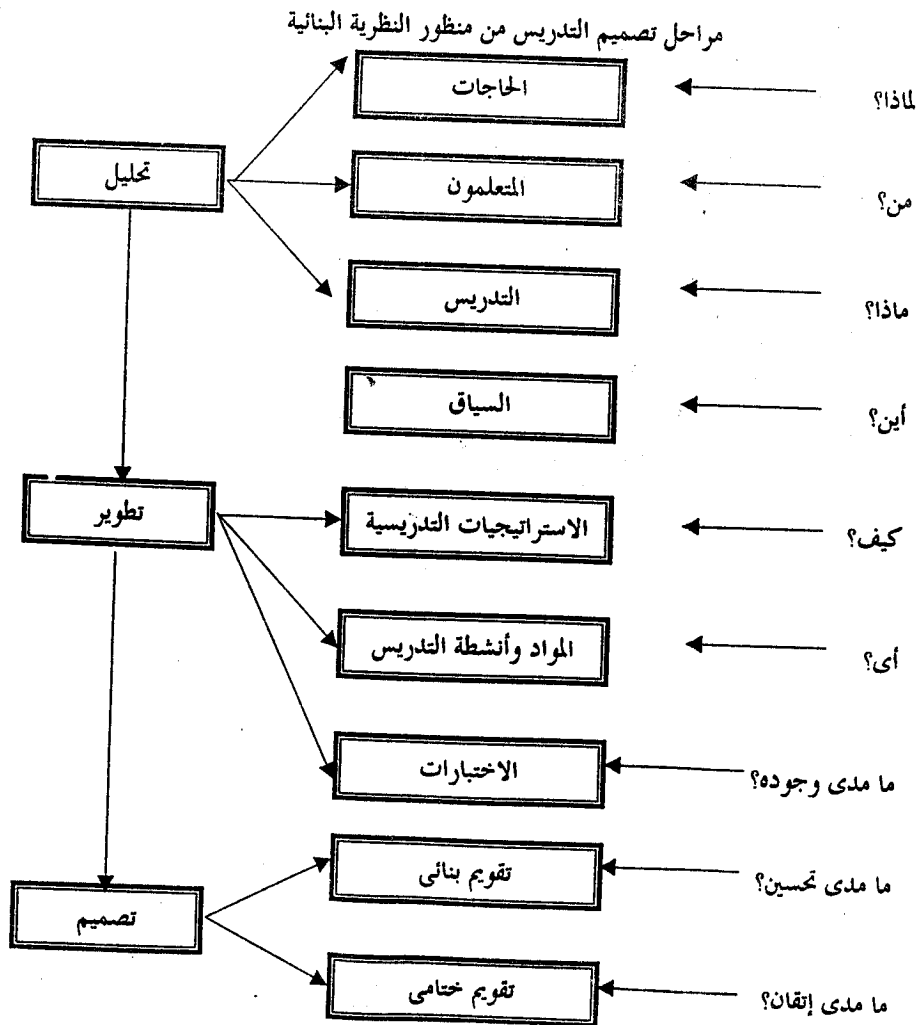 مراحل تصميم التدريس من منظور النظرية البنائية
لماذا؟
الحاجات
من؟
المتعلمون
تحليل
ماذا؟
التدريس
أين؟
السياق
كيف؟
الاستراتيجيات التدريسية
تطوير
أى؟
المواد وأنشطة التدريس
ما مدى وجوده؟
الاختبارات
ما مدى تحسين؟
تقويم بنائى
تصميم
ما مدى إتقان؟
تقويم ختامى